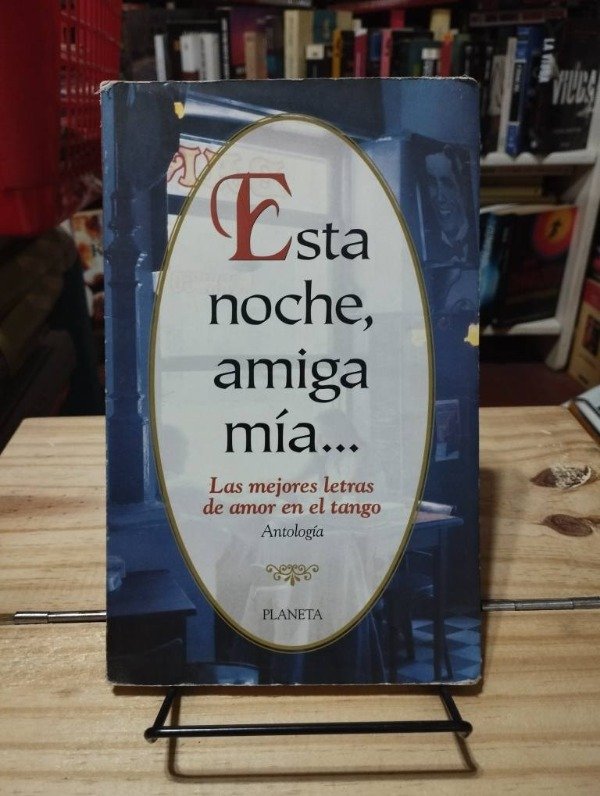 Esta
noche,
amiga
mía...
Las mejores letras
de amor en el tango
Antología
PLANETA